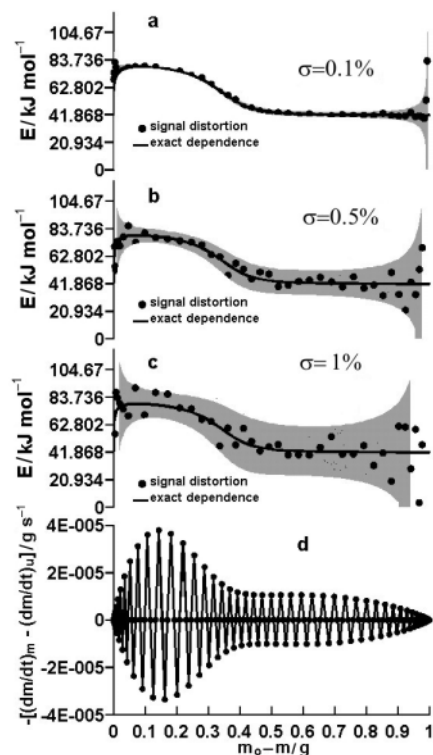 a
104.67
83.736
62.802
41.868
20.934
0
E/ kJ mol⁻¹
σ=0.1%
signal distortion
exact dependence
b
104.67
83.736
62.802
41.868
20.934
0
E/ kJ mol⁻¹
σ=0.5%
signal distortion
exact dependence
c
104.67
83.736
62.802
41.868
20.934
0
E/ kJ mol⁻¹
σ= 1%
signal distortion
exact dependence
d
4E-005
2E-005
0
-2E-005
-4E-005
-[(dm/dt)ₘ - (dm/dt)ᵤ] / g s⁻¹
0 0.1 0.2 0.3 0.4 0.5 0.6 0.7 0.8 0.9 1
mₒ–m/g